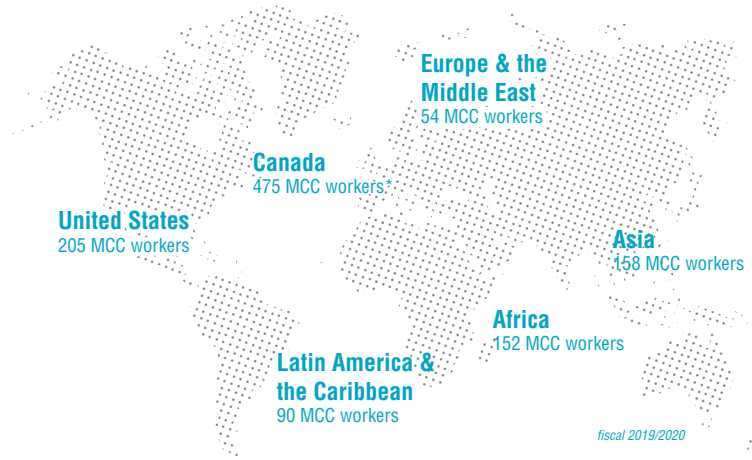 Europe & the
Middle East
54 MCC workers
Canada
475 MCC workers*
United States
205 MCC workers
Asia
158 MCC workers
Africa
152 MCC workers
Latin America &
the Caribbean
90 MCC workers
fiscal 2019/2020